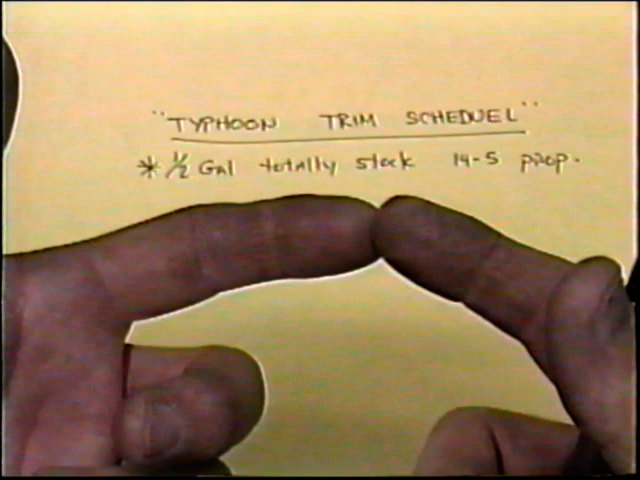 "TYPHOON TRIM SCHEDUEL"
* ½ Gal totally stock 14-5 prop.